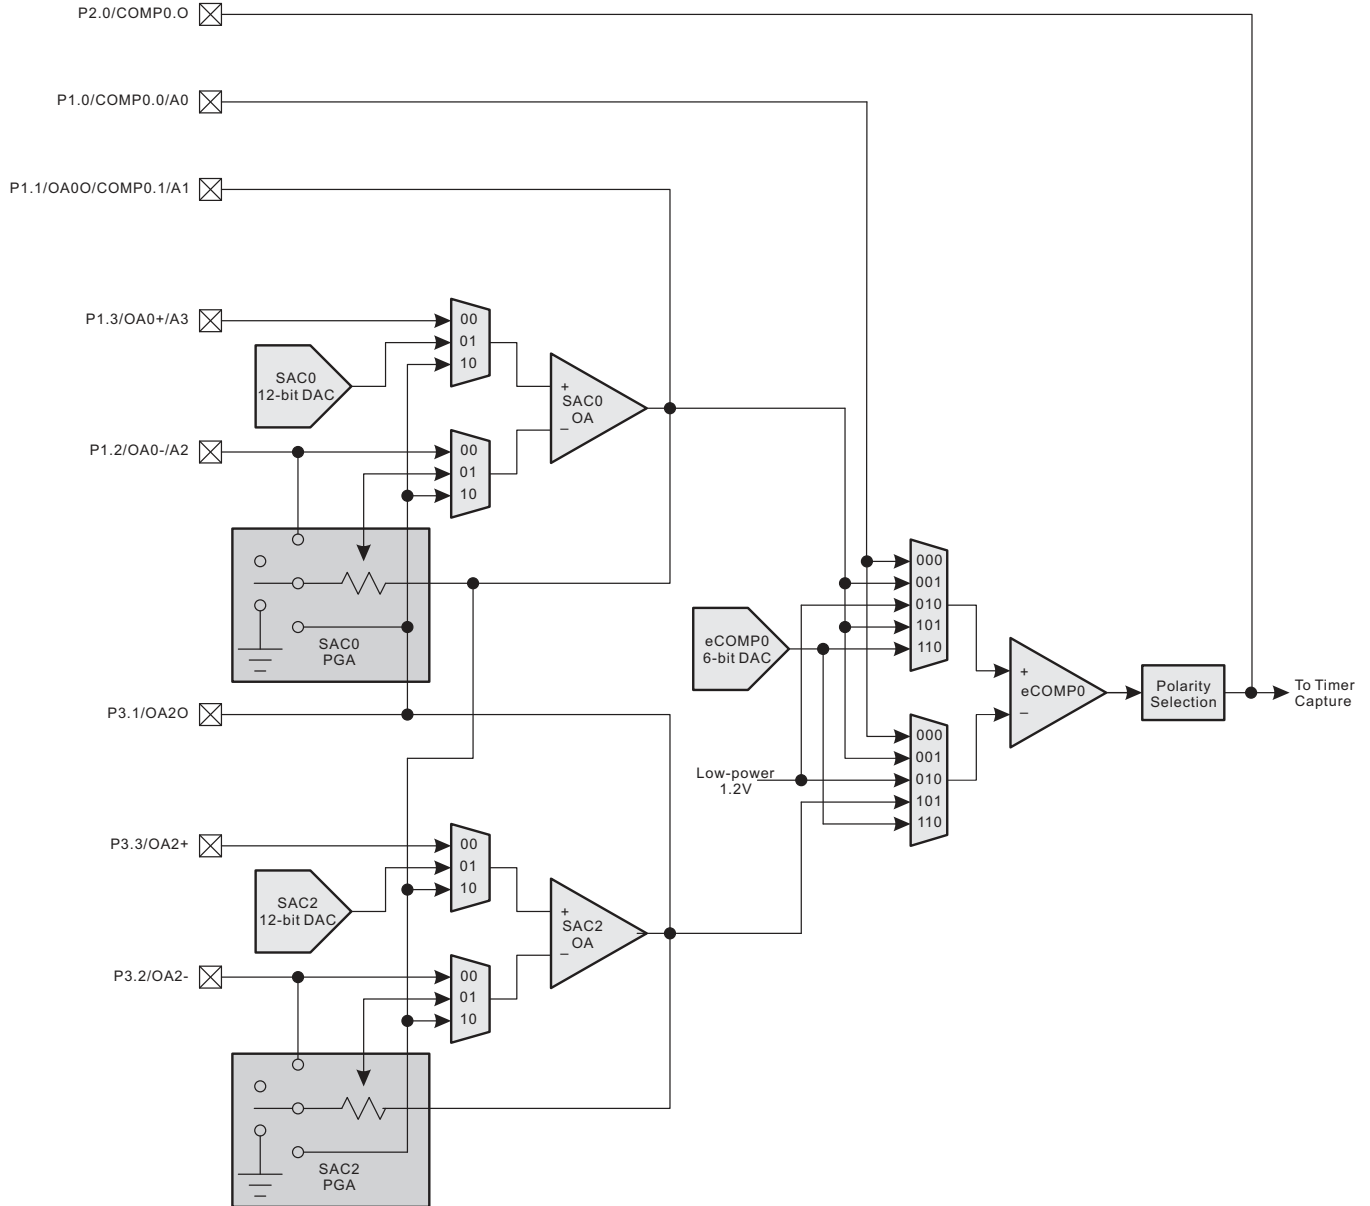 P2.0/COMP0.O
P1.0/COMP0.0/A0
P1.1/OA0O/COMP0.1/A1
P1.3/OA0+/A3
00
01
10
SAC0
12-bit DAC
+
SAC0
OA
–
P1.2/OA0-/A2
00
01
10
SAC0
PGA
000
001
010
101
110
eCOMP0
6-bit DAC
+
eCOMP0
–
Polarity
Selection
To Timer
Capture
P3.1/OA2O
000
001
010
101
110
Low-power
1.2V
P3.3/OA2+
00
01
10
SAC2
12-bit DAC
+
SAC2
OA
–
P3.2/OA2-
00
01
10
SAC2
PGA